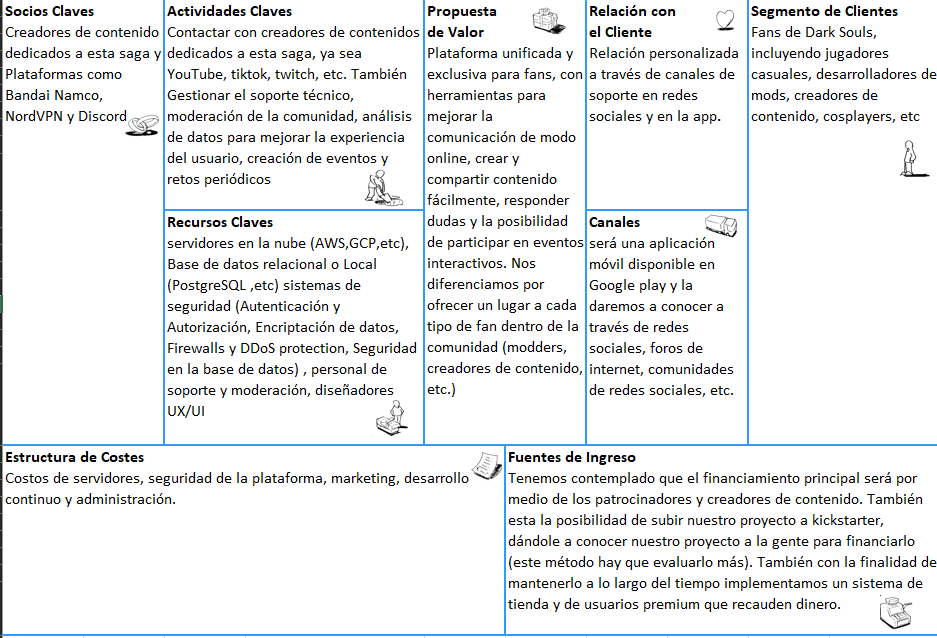 Socios Claves
Creadores de contenido
dedicados a esta saga y
Plataformas como
Bandai Namco,
NordVPN y Discord
Actividades Claves
Contactar con creadores de contenidos
dedicados a esta saga, ya sea
YouTube, tiktok, twitch, etc. También
Gestionar el soporte técnico,
moderación de la comunidad, análisis
de datos para mejorar la experiencia
del usuario, creación de eventos y
retos periódicos
Recursos Claves
servidores en la nube (AWS,GCP,etc),
Base de datos relacional o Local
(PostgreSQL ,etc) sistemas de
seguridad (Autenticación y
Autorización, Encriptación de datos,
Firewalls y DDoS protection, Seguridad
en la base de datos) , personal de
soporte y moderación, diseñadores
UX/UI
Propuesta
de Valor
Plataforma unificada y
exclusiva para fans, con
herramientas para
mejorar la
comunicación de modo
online, crear y
compartir contenido
fácilmente, responder
dudas y la posibilidad
de participar en eventos
interactivos. Nos
diferenciamos por
ofrecer un lugar a cada
tipo de fan dentro de la
comunidad (modders,
creadores de contenido,
etc.)
Relación con
el Cliente
Relación personalizada
a través de canales de
soporte en redes
sociales y en la app.
Canales
será una aplicación
móvil disponible en
Google play y la
daremos a conocer a
través de redes
sociales, foros de
internet, comunidades
de redes sociales, etc.
Segmento de Clientes
Fans de Dark Souls,
incluyendo jugadores
casuales, desarrolladores de
mods, creadores de
contenido, cosplayers, etc
Estructura de Costes
Costos de servidores, seguridad de la plataforma, marketing, desarrollo
continuo y administración.
Fuentes de Ingreso
Tenemos contemplado que el financiamiento principal será por
medio de los patrocinadores y creadores de contenido. También
esta la posibilidad de subir nuestro proyecto a kickstarter,
dándole a conocer nuestro proyecto a la gente para financiarlo
(este método hay que evaluarlo más). También con la finalidad de
mantenerlo a lo largo del tiempo implementamos un sistema de
tienda y de usuarios premium que recauden dinero.